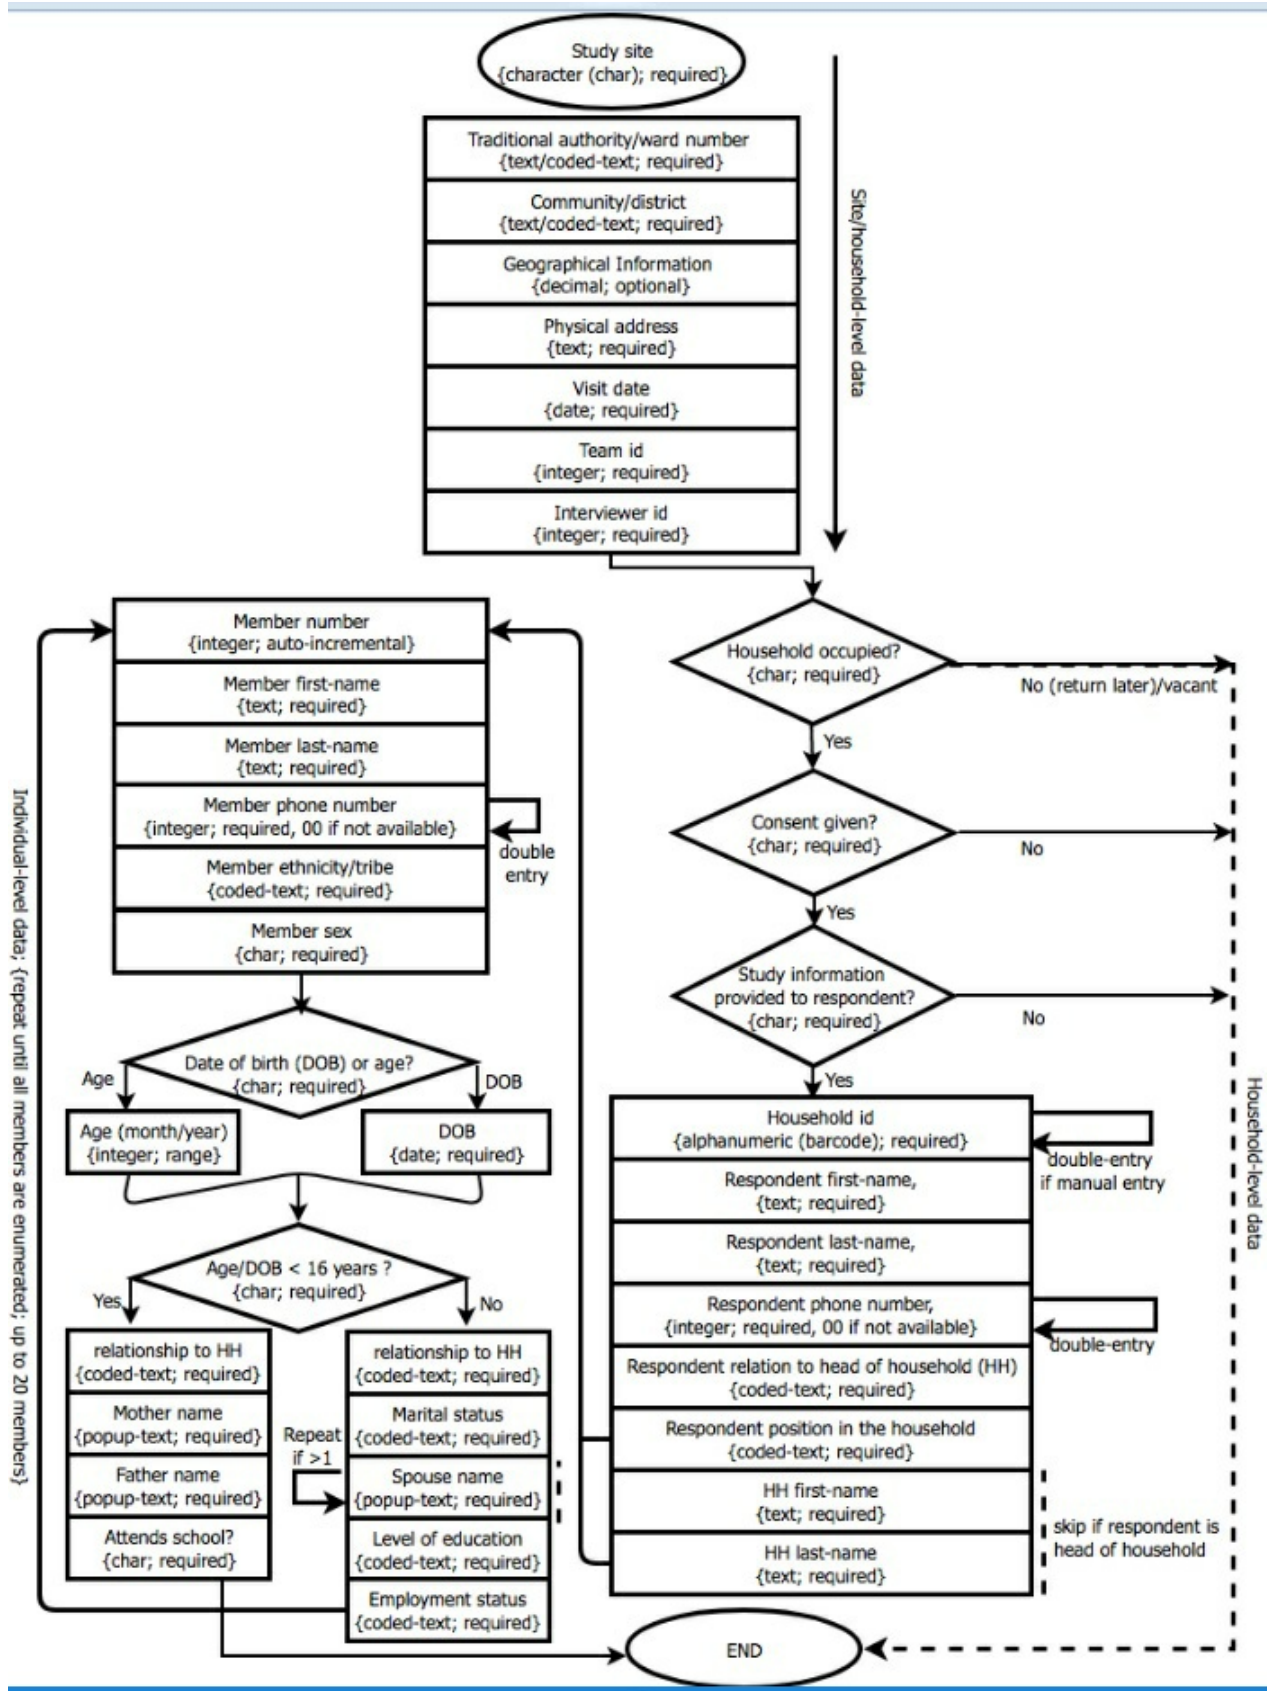 Study site
{character (char); required}
Traditional authority/ward number
{text/coded-text; required}
Community/district
{text/coded-text; required}
Geographical Information
{decimal; optional}
Physical address
{text; required}
Visit date
{date; required}
Team id
{integer; required}
Interviewer id
{integer; required}
Site/household-level data
Household occupied?
{char; required}
No (return later)/vacant
Yes
Consent given?
{char; required}
No
Yes
Study information
provided to respondent?
{char; required}
No
Yes
Household id
{alphanumeric (barcode); required}
double-entry
if manual entry
Respondent first-name,
{text; required}
Respondent last-name,
{text; required}
Respondent phone number,
{integer; required, 00 if not available}
double-entry
Respondent relation to head of household (HH)
{coded-text; required}
Respondent position in the household
{coded-text; required}
HH first-name
{text; required}
HH last-name
{text; required}
skip if respondent is
head of household
Household-level data
Member number
{integer; auto-incremental}
Member first-name
{text; required}
Member last-name
{text; required}
Member phone number
{integer; required, 00 if not available}
double
entry
Member ethnicity/tribe
{coded-text; required}
Member sex
{char; required}
Date of birth (DOB) or age?
{char; required}
Age
DOB
Age (month/year)
{integer; range}
DOB
{date; required}
Age/DOB < 16 years ?
{char; required}
Yes
No
relationship to HH
{coded-text; required}
Mother name
{popup-text; required}
Father name
{popup-text; required}
Attends school?
{char; required}
relationship to HH
{coded-text; required}
Marital status
{coded-text; required}
Repeat
if >1
Spouse name
{popup-text; required}
Level of education
{coded-text; required}
Employment status
{coded-text; required}
Individual-level data; {repeat until all members are enumerated; up to 20 members}
END